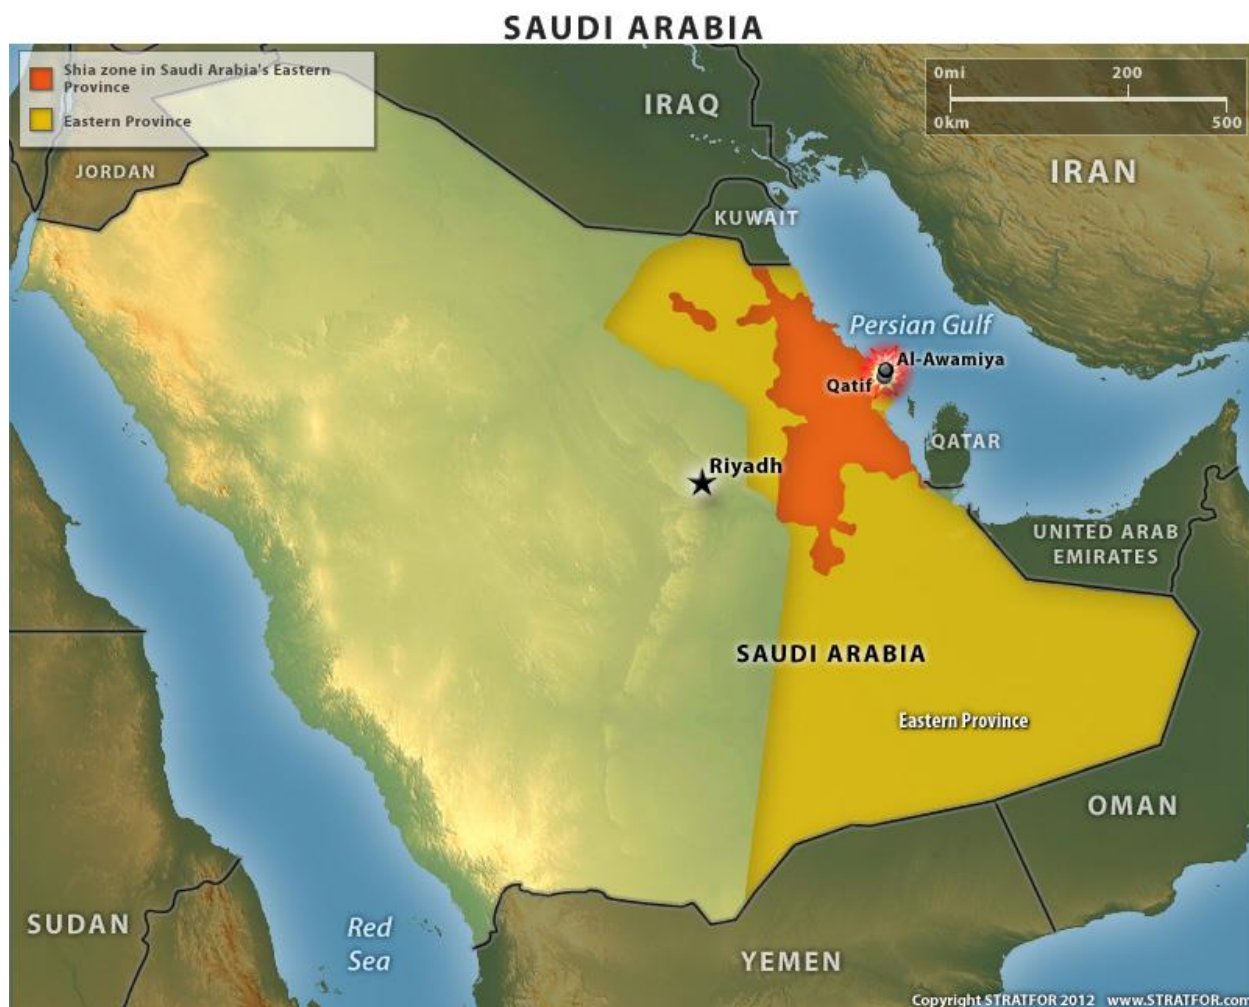 SAUDI ARABIA
Shia zone in Saudi Arabia's Eastern
Province
Eastern Province
0mi 200
0km 500
IRAQ
IRAN
JORDAN
KUWAIT
Persian Gulf
Al-Awamiya
Qatif
QATAR
Riyadh
UNITED ARAB
EMIRATES
SAUDI ARABIA
Eastern Province
OMAN
SUDAN
Red
Sea
YEMEN
Copyright STRATFOR 2012 www.STRATFOR.com